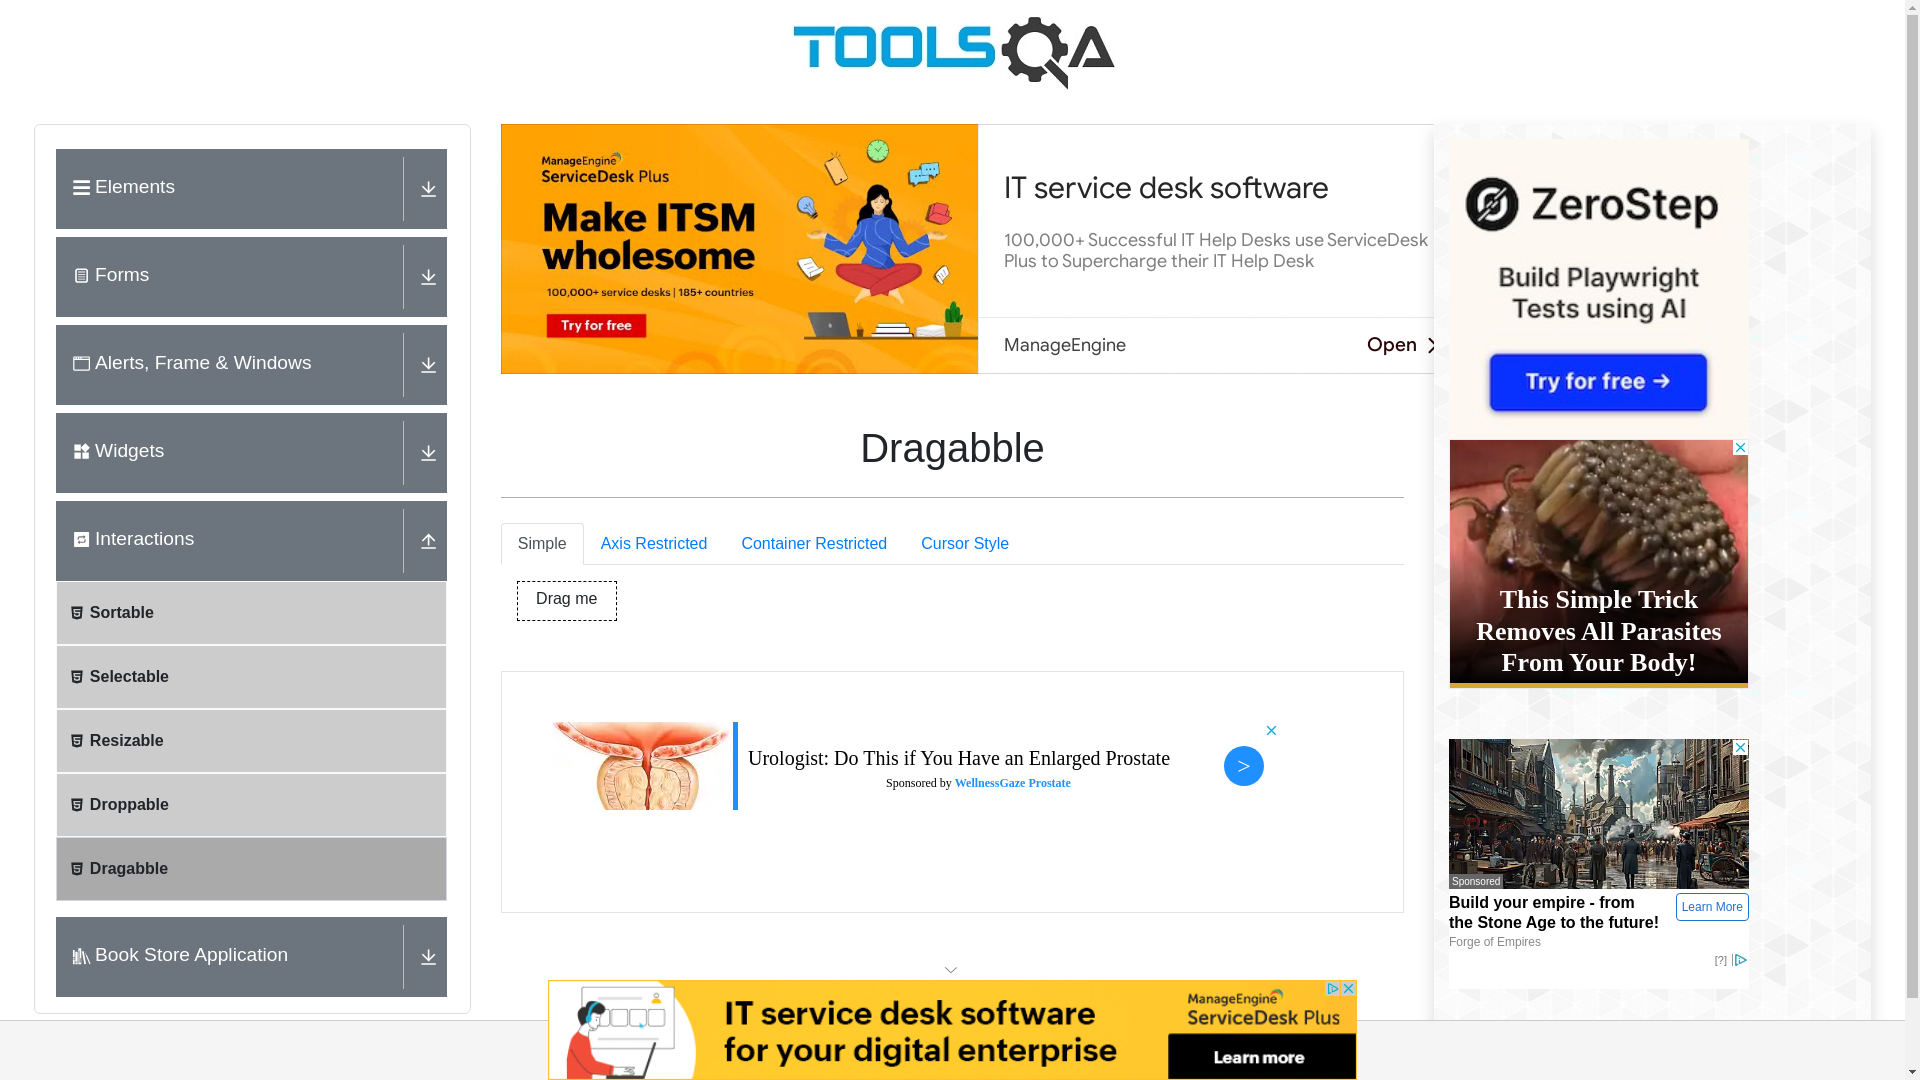 TOOLSQA
Elements
Forms
Alerts, Frame & Windows
Widgets
Interactions
Sortable
Selectable
Resizable
Droppable
Dragabble
Book Store Application
ManageEngine
ServiceDesk Plus
Make ITSM
wholesome
100,000+ service desks | 185+ countries
Try for free
IT service desk software
100,000+ Successful IT Help Desks use ServiceDesk
Plus to Supercharge their IT Help Desk
ManageEngine
Open
Dragabble
Simple
Axis Restricted
Container Restricted
Cursor Style
Drag me
Urologist: Do This if You Have an Enlarged Prostate
Sponsored by WellnessGaze Prostate
>
IT service desk software
for your digital enterprise
ManageEngine
ServiceDesk Plus
Learn more
ZeroStep
Build Playwright
Tests using AI
Try for free →
This Simple Trick
Removes All Parasites
From Your Body!
Sponsored
Build your empire - from
the Stone Age to the future!
Learn More
Forge of Empires
[?]